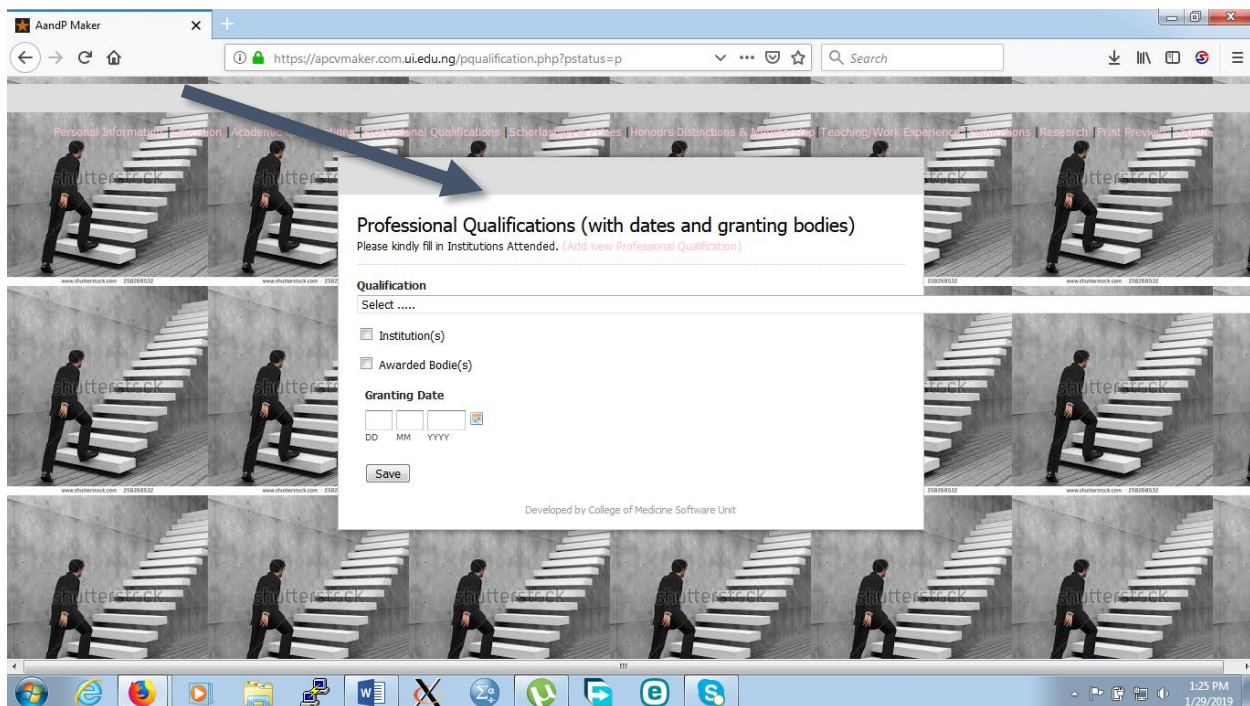 AandP Maker
https://apcvmaker.com.ui.edu.ng/pqualification.php?pstatus=p
Search
Personal Information | | Academic | Qualifications | | Honours Distinctions & | Teaching/Work Experience | | Research | Print Preview |
Professional Qualifications (with dates and granting bodies)
Please kindly fill in Institutions Attended. (Add new Professional Qualification)
Qualification
Select .....
Institution(s)
Awarded Bodie(s)
Granting Date
DD MM YYYY
Save
Developed by College of Medicine Software Unit
shutterstock
www.shutterstock.com · 258268532
1:25 PM
1/29/2019